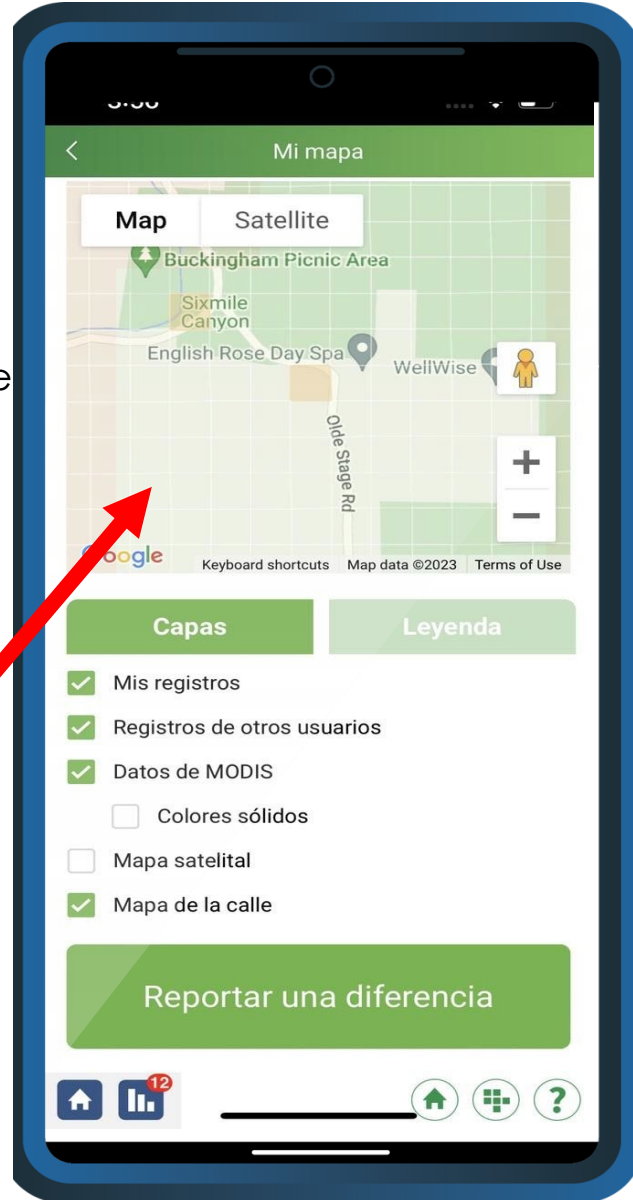 Mi mapa
Map Satellite
Buckingham Picnic Area
Sixmile
Canyon
English Rose Day Spa
WellWise
Olde Stage Rd
e
Google
Keyboard shortcuts Map data ©2023 Terms of Use
Capas Leyenda
Mis registros
Registros de otros usuarios
Datos de MODIS
Colores sólidos
Mapa satelital
Mapa de la calle
Reportar una diferencia
12
?